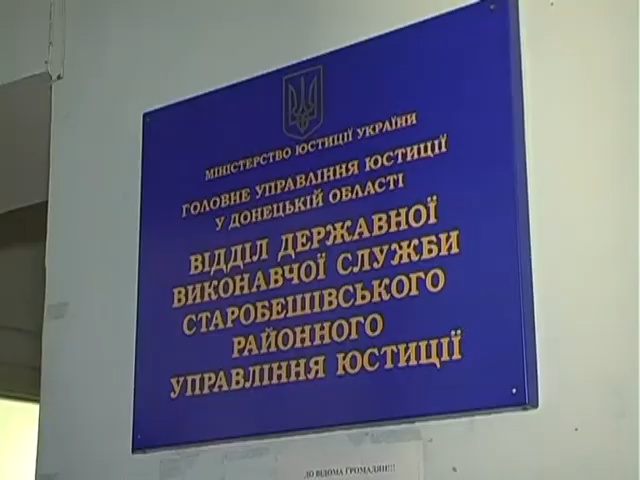 МІНІСТЕРСТВО ЮСТИЦІЇ УКРАЇНИ
ГОЛОВНЕ УПРАВЛІННЯ ЮСТИЦІЇ
У ДОНЕЦЬКІЙ ОБЛАСТІ
ВІДДІЛ ДЕРЖАВНОЇ
ВИКОНАВЧОЇ СЛУЖБИ
СТАРОБЕШІВСЬКОГО
РАЙОННОГО
УПРАВЛІННЯ ЮСТИЦІЇ
ДО ВІДОМА ГРОМАДЯН!!!